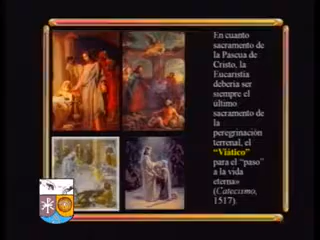 En cuanto
sacramento de
la Pascua de
Cristo, la
Eucaristía
debería ser
siempre el
ultimo
sacramento de
la
peregrinación
terrenal, el
"Viático"
para el "paso"
a la vida
eterna»
(Catecismo,
1517)